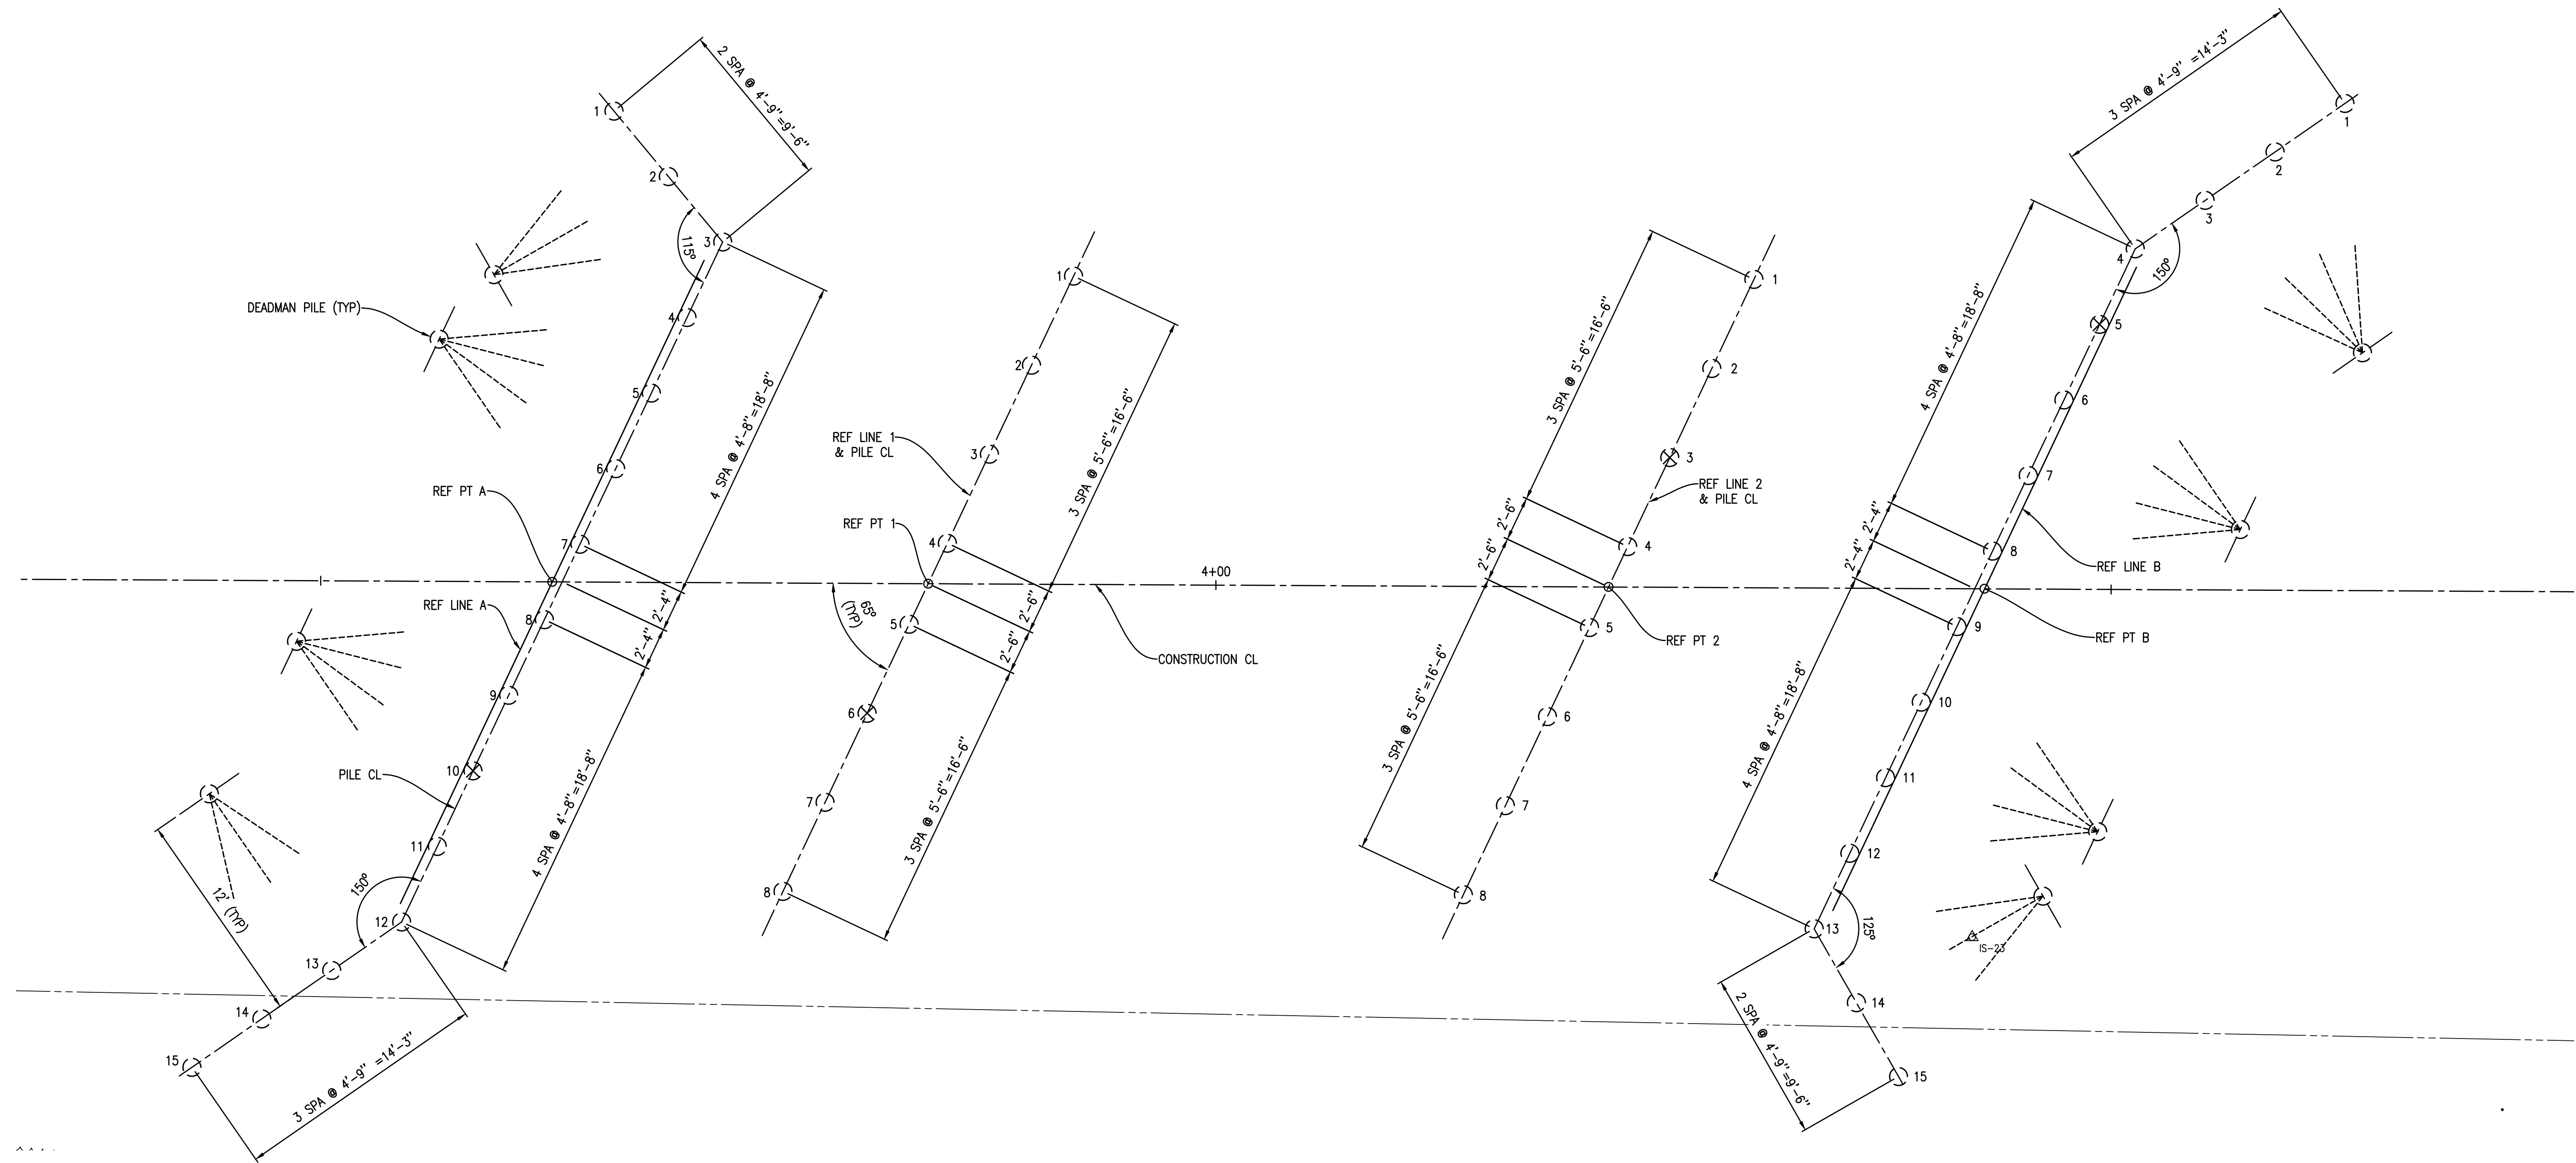 2 SPA @ 4'-9"=9'-6"
1
2
3
115°
DEADMAN PILE (TYP)
4
5
6
4 SPA @ 4'-8"=18'-8"
REF PT A
7
REF LINE A
8
2'-4"
2'-4"
9
PILE CL
10
4 SPA @ 4'-8"=18'-8"
11
150°
12
12' (TYP)
13
14
15
3 SPA @ 4'-9" =14'-3"
1
2
REF LINE 1
& PILE CL
3
3 SPA @ 5'-6"=16'-6"
REF PT 1
4
65°
(TYP)
5
2'-6"
2'-6"
CONSTRUCTION CL
6
3 SPA @ 5'-6"=16'-6"
7
8
4+00
1
3 SPA @ 5'-6"=16'-6"
2
3
REF LINE 2
& PILE CL
2'-6"
2'-6"
4
5
REF PT 2
3 SPA @ 5'-6"=16'-6"
6
7
8
3 SPA @ 4'-9" =14'-3"
1
2
3
4
150°
5
4 SPA @ 4'-8"=18'-8"
6
7
2'-4"
2'-4"
8
REF LINE B
9
REF PT B
4 SPA @ 4'-8"=18'-8"
10
11
12
13
125°
IS-23
14
2 SPA @ 4'-9"=9'-6"
15